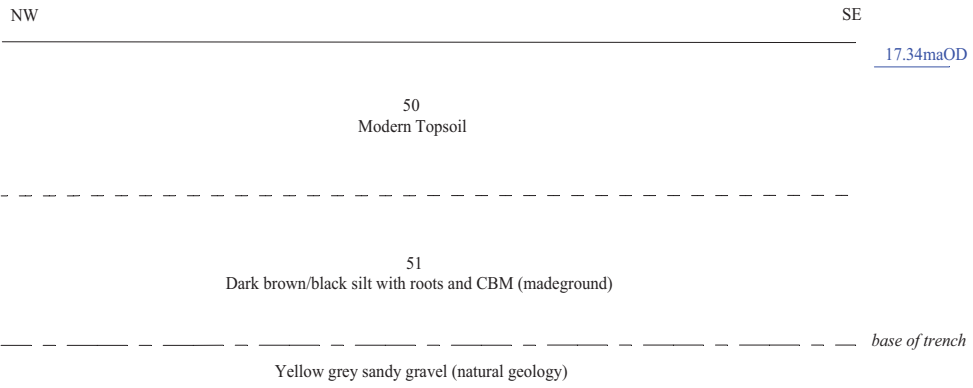 NW
SE
17.34maOD
50
Modern Topsoil
51
Dark brown/black silt with roots and CBM (madeground)
base of trench
Yellow grey sandy gravel (natural geology)